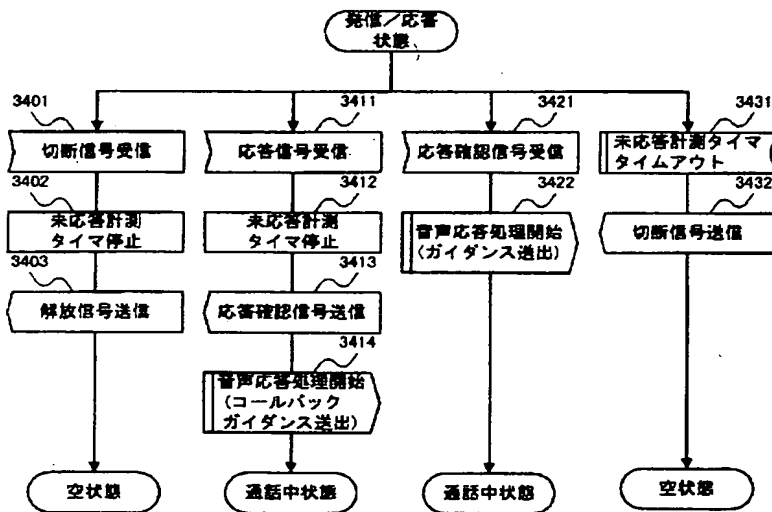 発信／応答
状態
3401
切断信号受信
3402
未応答計測
タイマ停止
3403
解放信号送信
空状態
3411
応答信号受信
3412
未応答計測
タイマ停止
3413
応答確認信号送信
3414
音声応答処理開始
(コールバック
ガイダンス送出)
通話中状態
3421
応答確認信号受信
3422
音声応答処理開始
(ガイダンス送出)
通話中状態
3431
未応答計測タイマ
タイムアウト
3432
切断信号送信
空状態